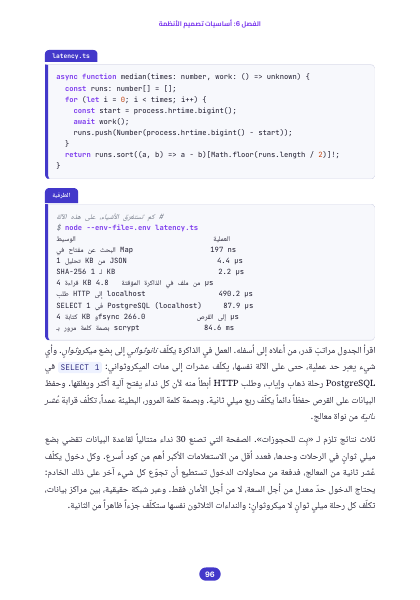 الفصل 6: أساسيات تصميم الأنظمة
latency.ts
async function median(times: number, work: () => unknown) {
const runs: number[] = [];
for (let i = 0; i < times; i++) {
const start = process.hrtime.bigint();
await work();
runs.push(Number(process.hrtime.bigint() - start));
}
return runs.sort((a, b) => a - b)[Math.floor(runs.length / 2)]!;
}
الطرفية
# كم تستغرق الأشياء، على هذه الآلة
$ node --env-file=.env latency.ts
العملية الوسيط
البحث عن مفتاح في Map 197 ns
تحليل 1 KB من JSON 4.4 µs
SHA-256 لـ 1 KB 2.2 µs
قراءة 4 KB من ملف في الذاكرة المؤقتة 4.8 µs
طلب HTTP إلى localhost 490.2 µs
SELECT 1 في PostgreSQL (localhost) 87.9 µs
كتابة 4 KB وfsync إلى القرص 266.0 µs
بصمة كلمة مرور بـ scrypt 84.6 ms
اقرأ الجدول مراتبَ قدر، من أعلاه إلى أسفله. العمل في الذاكرة يكلّف نانوثواني إلى بضع ميكروثوانٍ. وأي
شيء يعبر حد عملية، حتى على الآلة نفسها، يكلّف عشرات إلى مئات الميكروثواني: SELECT 1 في
PostgreSQL رحلة ذهاب وإياب، وطلب HTTP أبطأ منه لأن كل نداء يفتح آلية أكثر ويغلقها. وحفظ
البيانات على القرص حفظاً دائماً يكلّف ربع ميلي ثانية. وبصمة كلمة المرور، البطيئة عمداً، تكلّف قرابة عُشر
ثانية من نواة معالج.
ثلاث نتائج تلزم لـ «بِت للحجوزات». الصفحة التي تصنع 30 نداء متتالياً لقاعدة البيانات تقضي بضع
ميلي ثوانٍ في الرحلات وحدها، فعدد أقل من الاستعلامات الأكبر أهم من كود أسرع. وكل دخول يكلّف
عُشر ثانية من المعالج، فدفعة من محاولات الدخول تستطيع أن تجوّع كل شيء آخر على ذلك الخادم:
يحتاج الدخول حدّ معدل من أجل السعة، لا من أجل الأمان فقط. وعبر شبكة حقيقية، بين مراكز بيانات،
تكلّف كل رحلة ميلي ثوانٍ لا ميكروثوانٍ؛ والنداءات الثلاثون نفسها ستكلّف جزءاً ظاهراً من الثانية.
96